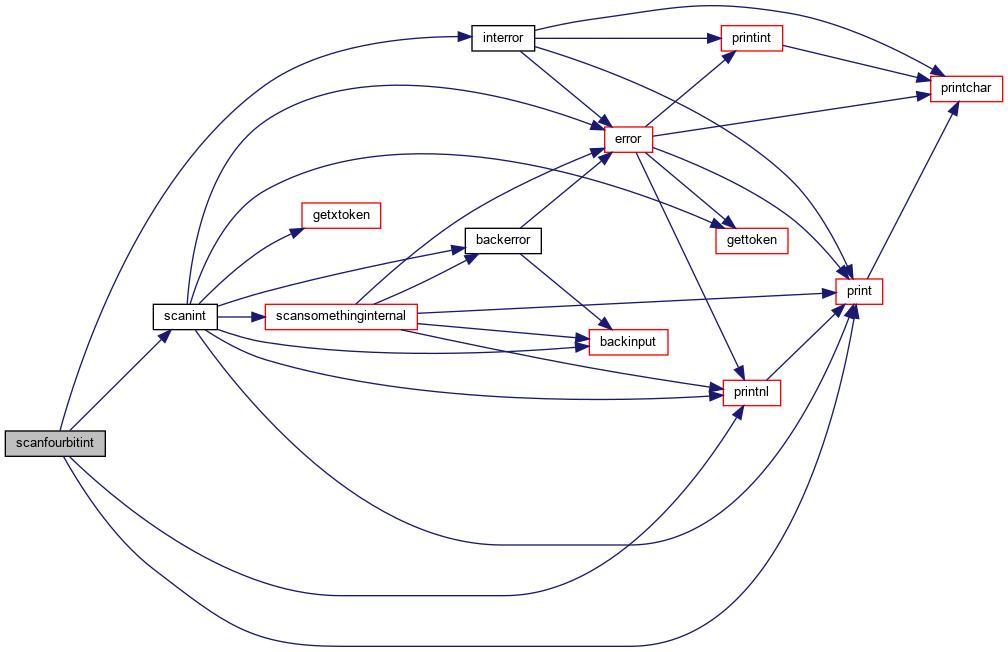 interror
printint
printchar
error
getxtoken
backerror
gettoken
print
scanint
scansomethinginternal
backinput
printnl
scanfourbitint